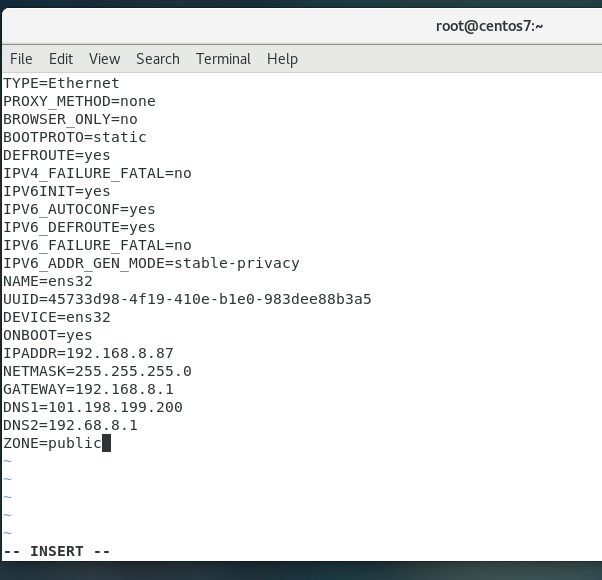 root@centos7:~
File Edit View Search Terminal Help
TYPE=Ethernet
PROXY_METHOD=none
BROWSER_ONLY=no
BOOTPROTO=static
DEFROUTE=yes
IPV4_FAILURE_FATAL=no
IPV6INIT=yes
IPV6_AUTOCONF=yes
IPV6_DEFROUTE=yes
IPV6_FAILURE_FATAL=no
IPV6_ADDR_GEN_MODE=stable-privacy
NAME=ens32
UUID=45733d98-4f19-410e-b1e0-983dee88b3a5
DEVICE=ens32
ONBOOT=yes
IPADDR=192.168.8.87
NETMASK=255.255.255.0
GATEWAY=192.168.8.1
DNS1=101.198.199.200
DNS2=192.68.8.1
ZONE=public
~
~
~
~
~
-- INSERT --